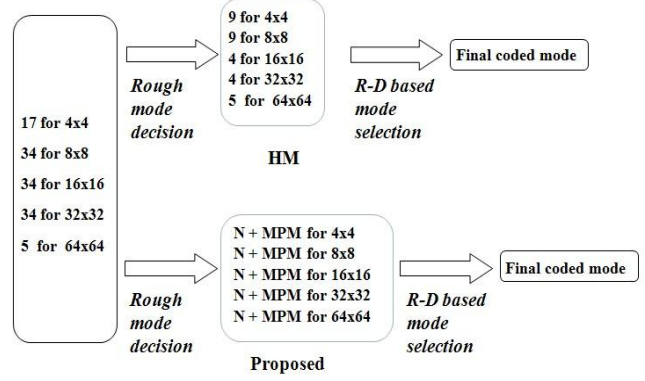 17 for 4x4
34 for 8x8
34 for 16x16
34 for 32x32
5 for 64x64
Rough
mode
decision
9 for 4x4
9 for 8x8
4 for 16x16
4 for 32x32
5 for 64x64
HM
R-D based
mode
selection
Final coded mode
Rough
mode
decision
N + MPM for 4x4
N + MPM for 8x8
N + MPM for 16x16
N + MPM for 32x32
N + MPM for 64x64
Proposed
R-D based
mode
selection
Final coded mode